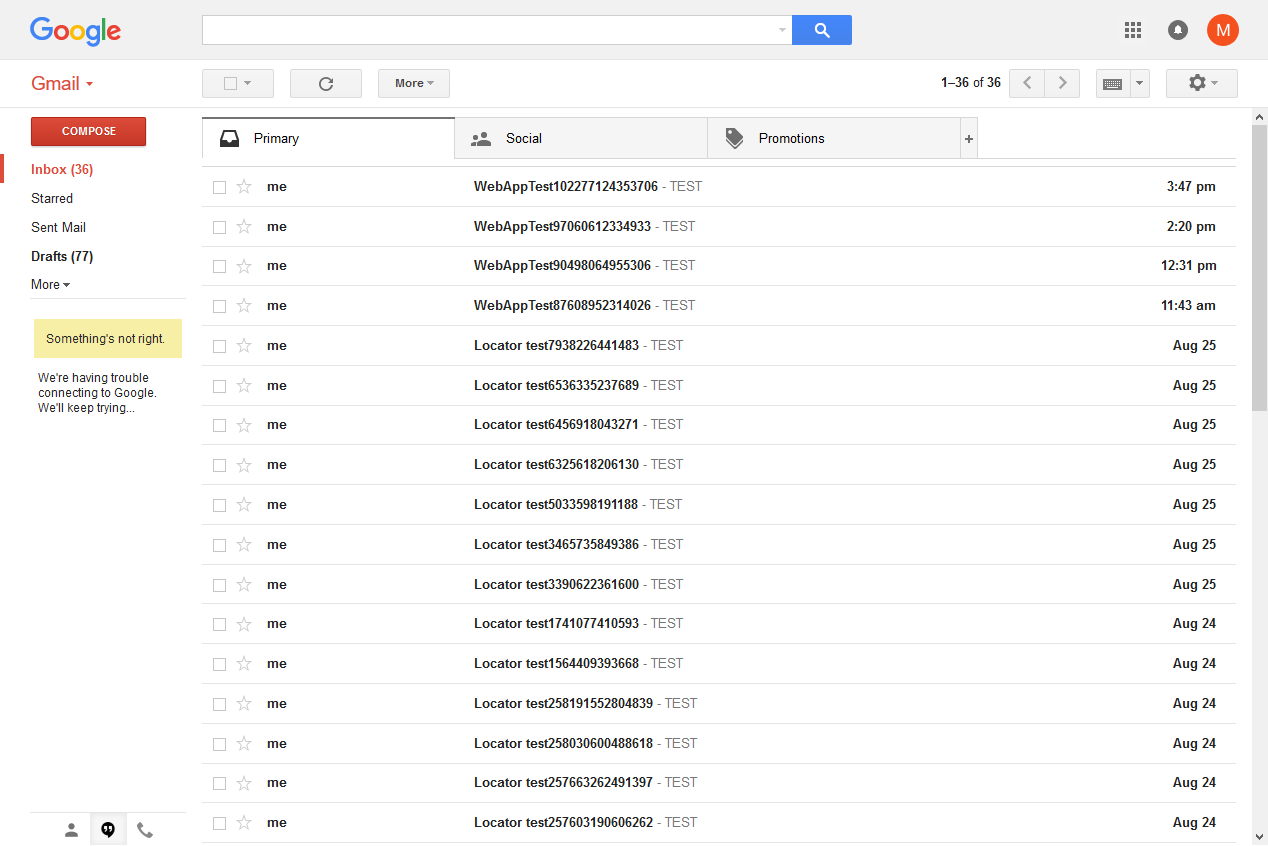 Google
M
Gmail
More
1–36 of 36
COMPOSE
Inbox (36)
Starred
Sent Mail
Drafts (77)
More
Something's not right.
We're having trouble
connecting to Google.
We'll keep trying...
Primary
Social
Promotions
+
me WebAppTest102277124353706 - TEST 3:47 pm
me WebAppTest97060612334933 - TEST 2:20 pm
me WebAppTest90498064955306 - TEST 12:31 pm
me WebAppTest87608952314026 - TEST 11:43 am
me Locator test7938226441483 - TEST Aug 25
me Locator test6536335237689 - TEST Aug 25
me Locator test6456918043271 - TEST Aug 25
me Locator test6325618206130 - TEST Aug 25
me Locator test5033598191188 - TEST Aug 25
me Locator test3465735849386 - TEST Aug 25
me Locator test3390622361600 - TEST Aug 25
me Locator test1741077410593 - TEST Aug 24
me Locator test1564409393668 - TEST Aug 24
me Locator test258191552804839 - TEST Aug 24
me Locator test258030600488618 - TEST Aug 24
me Locator test257663262491397 - TEST Aug 24
me Locator test257603190606262 - TEST Aug 24